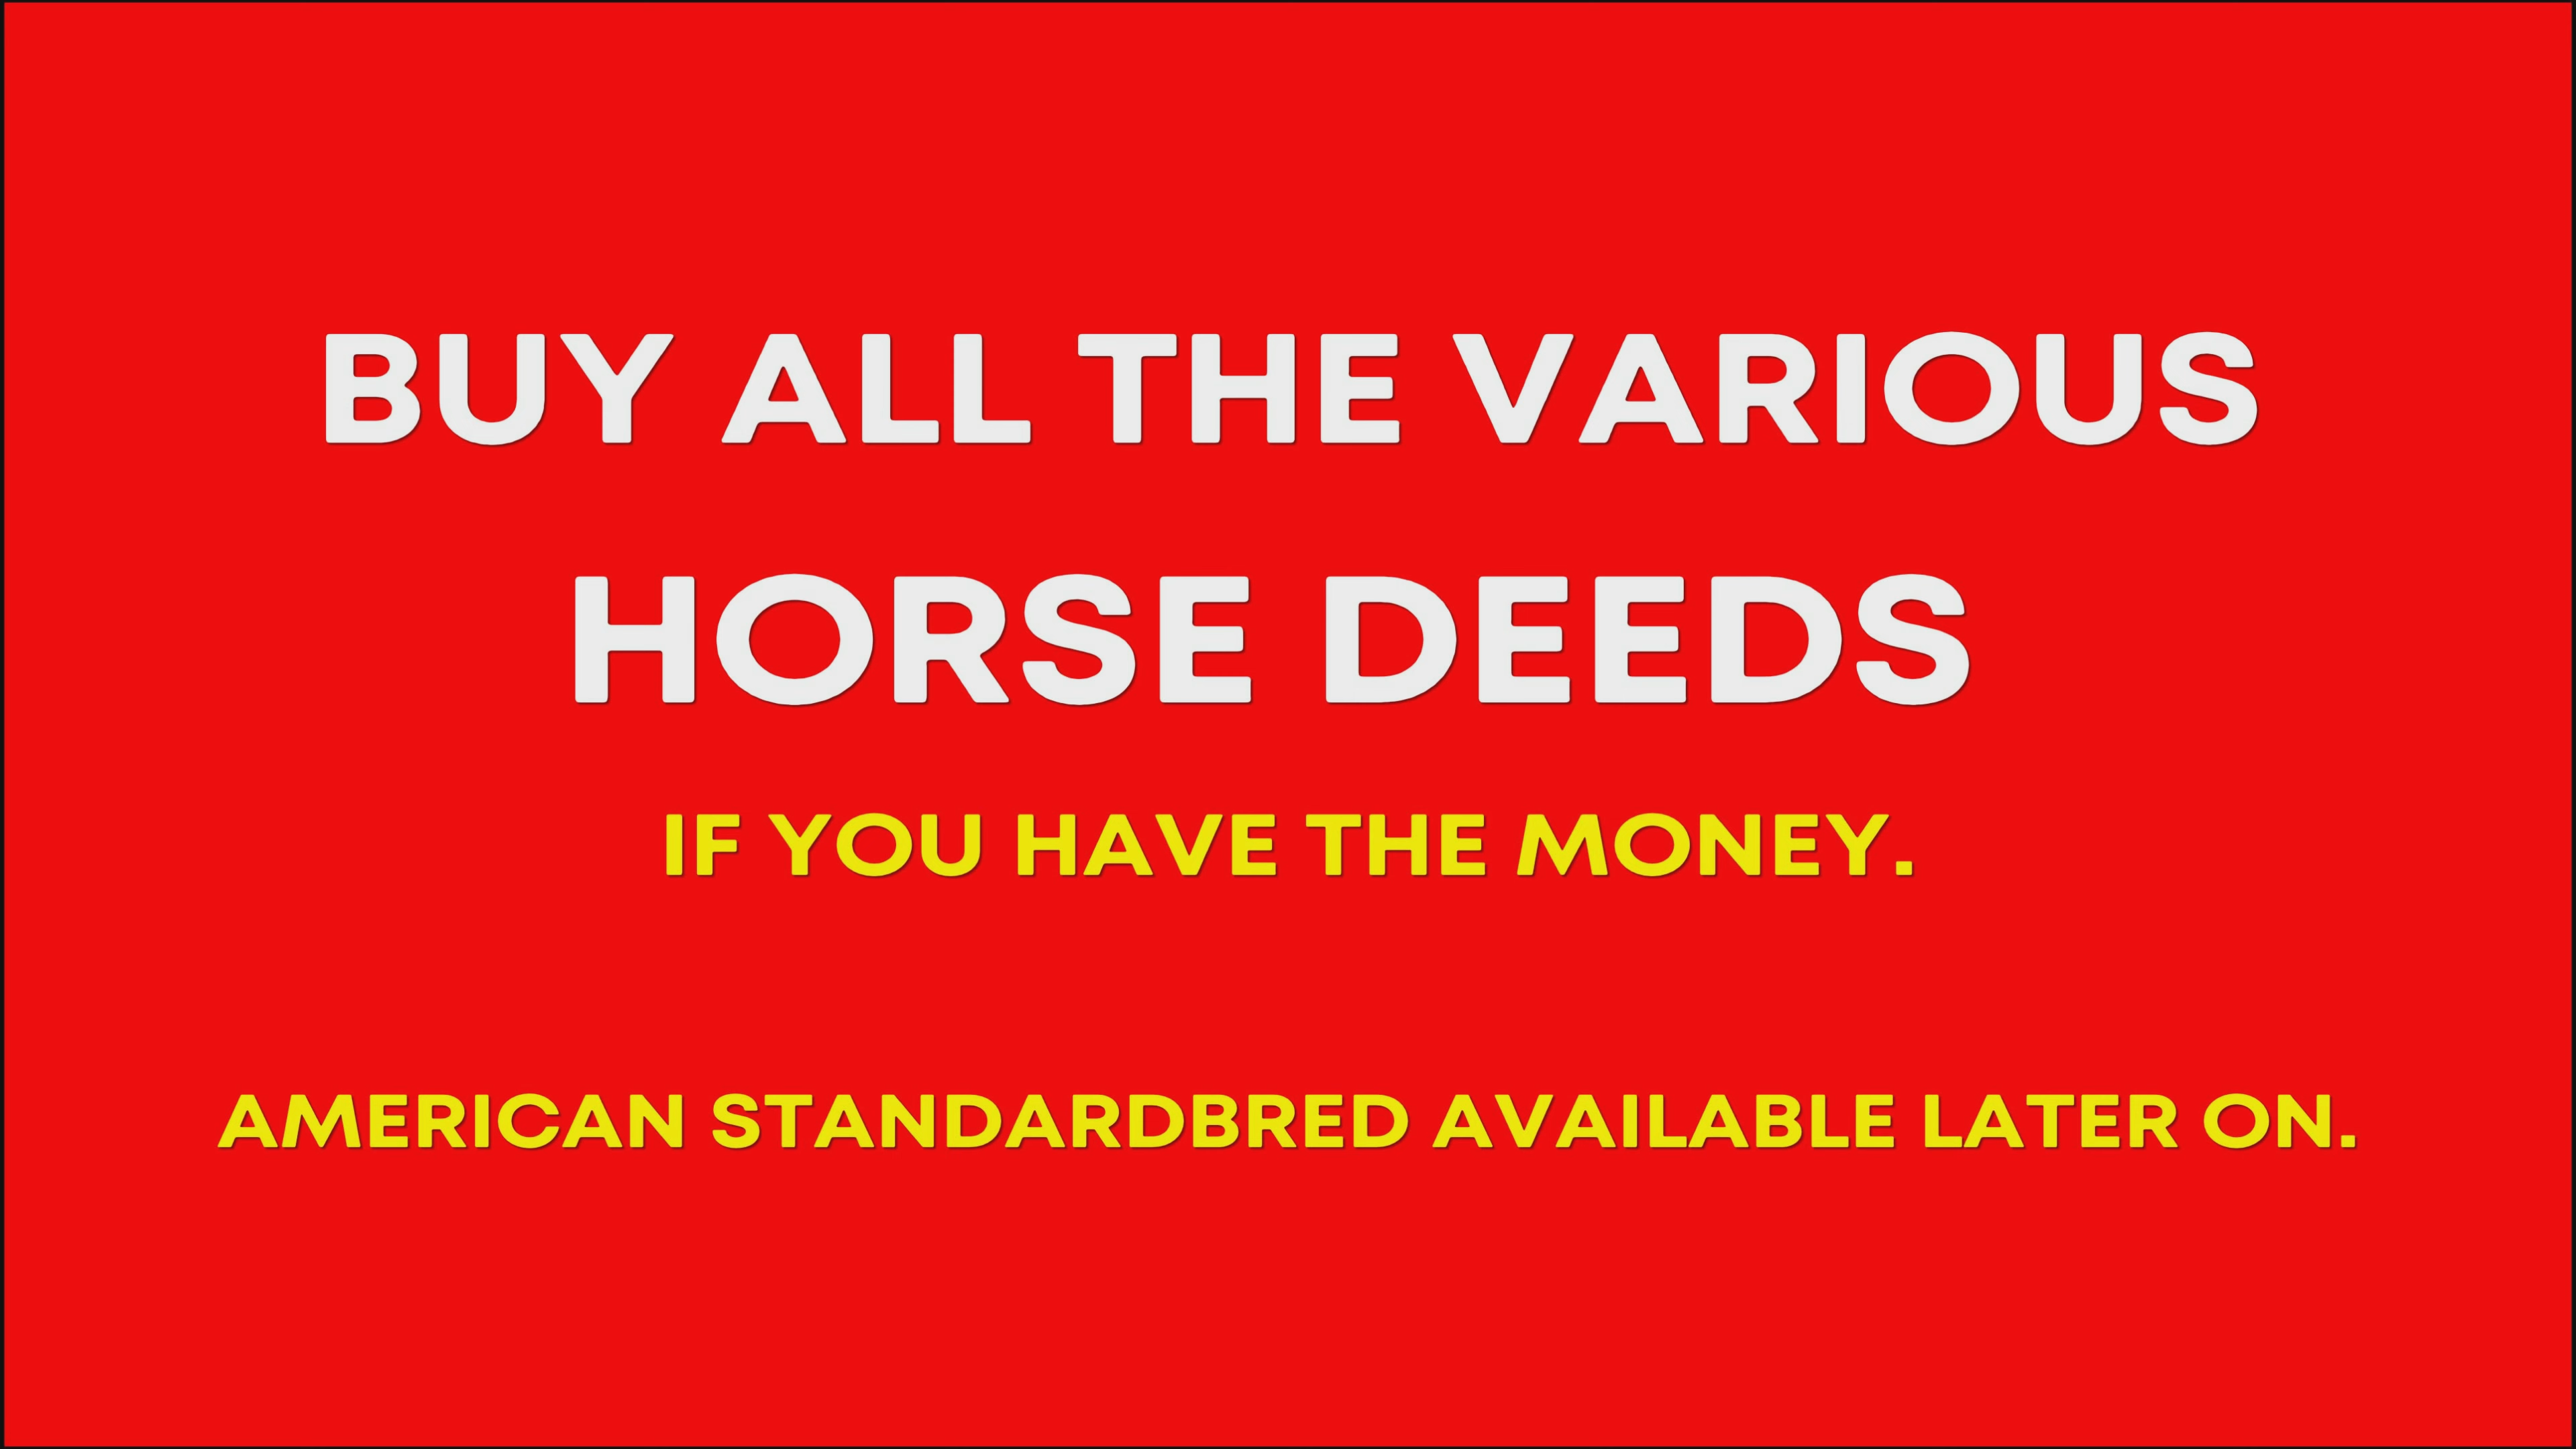 BUY ALL THE VARIOUS
HORSE DEEDS
IF YOU HAVE THE MONEY.
AMERICAN STANDARDBRED AVAILABLE LATER ON.